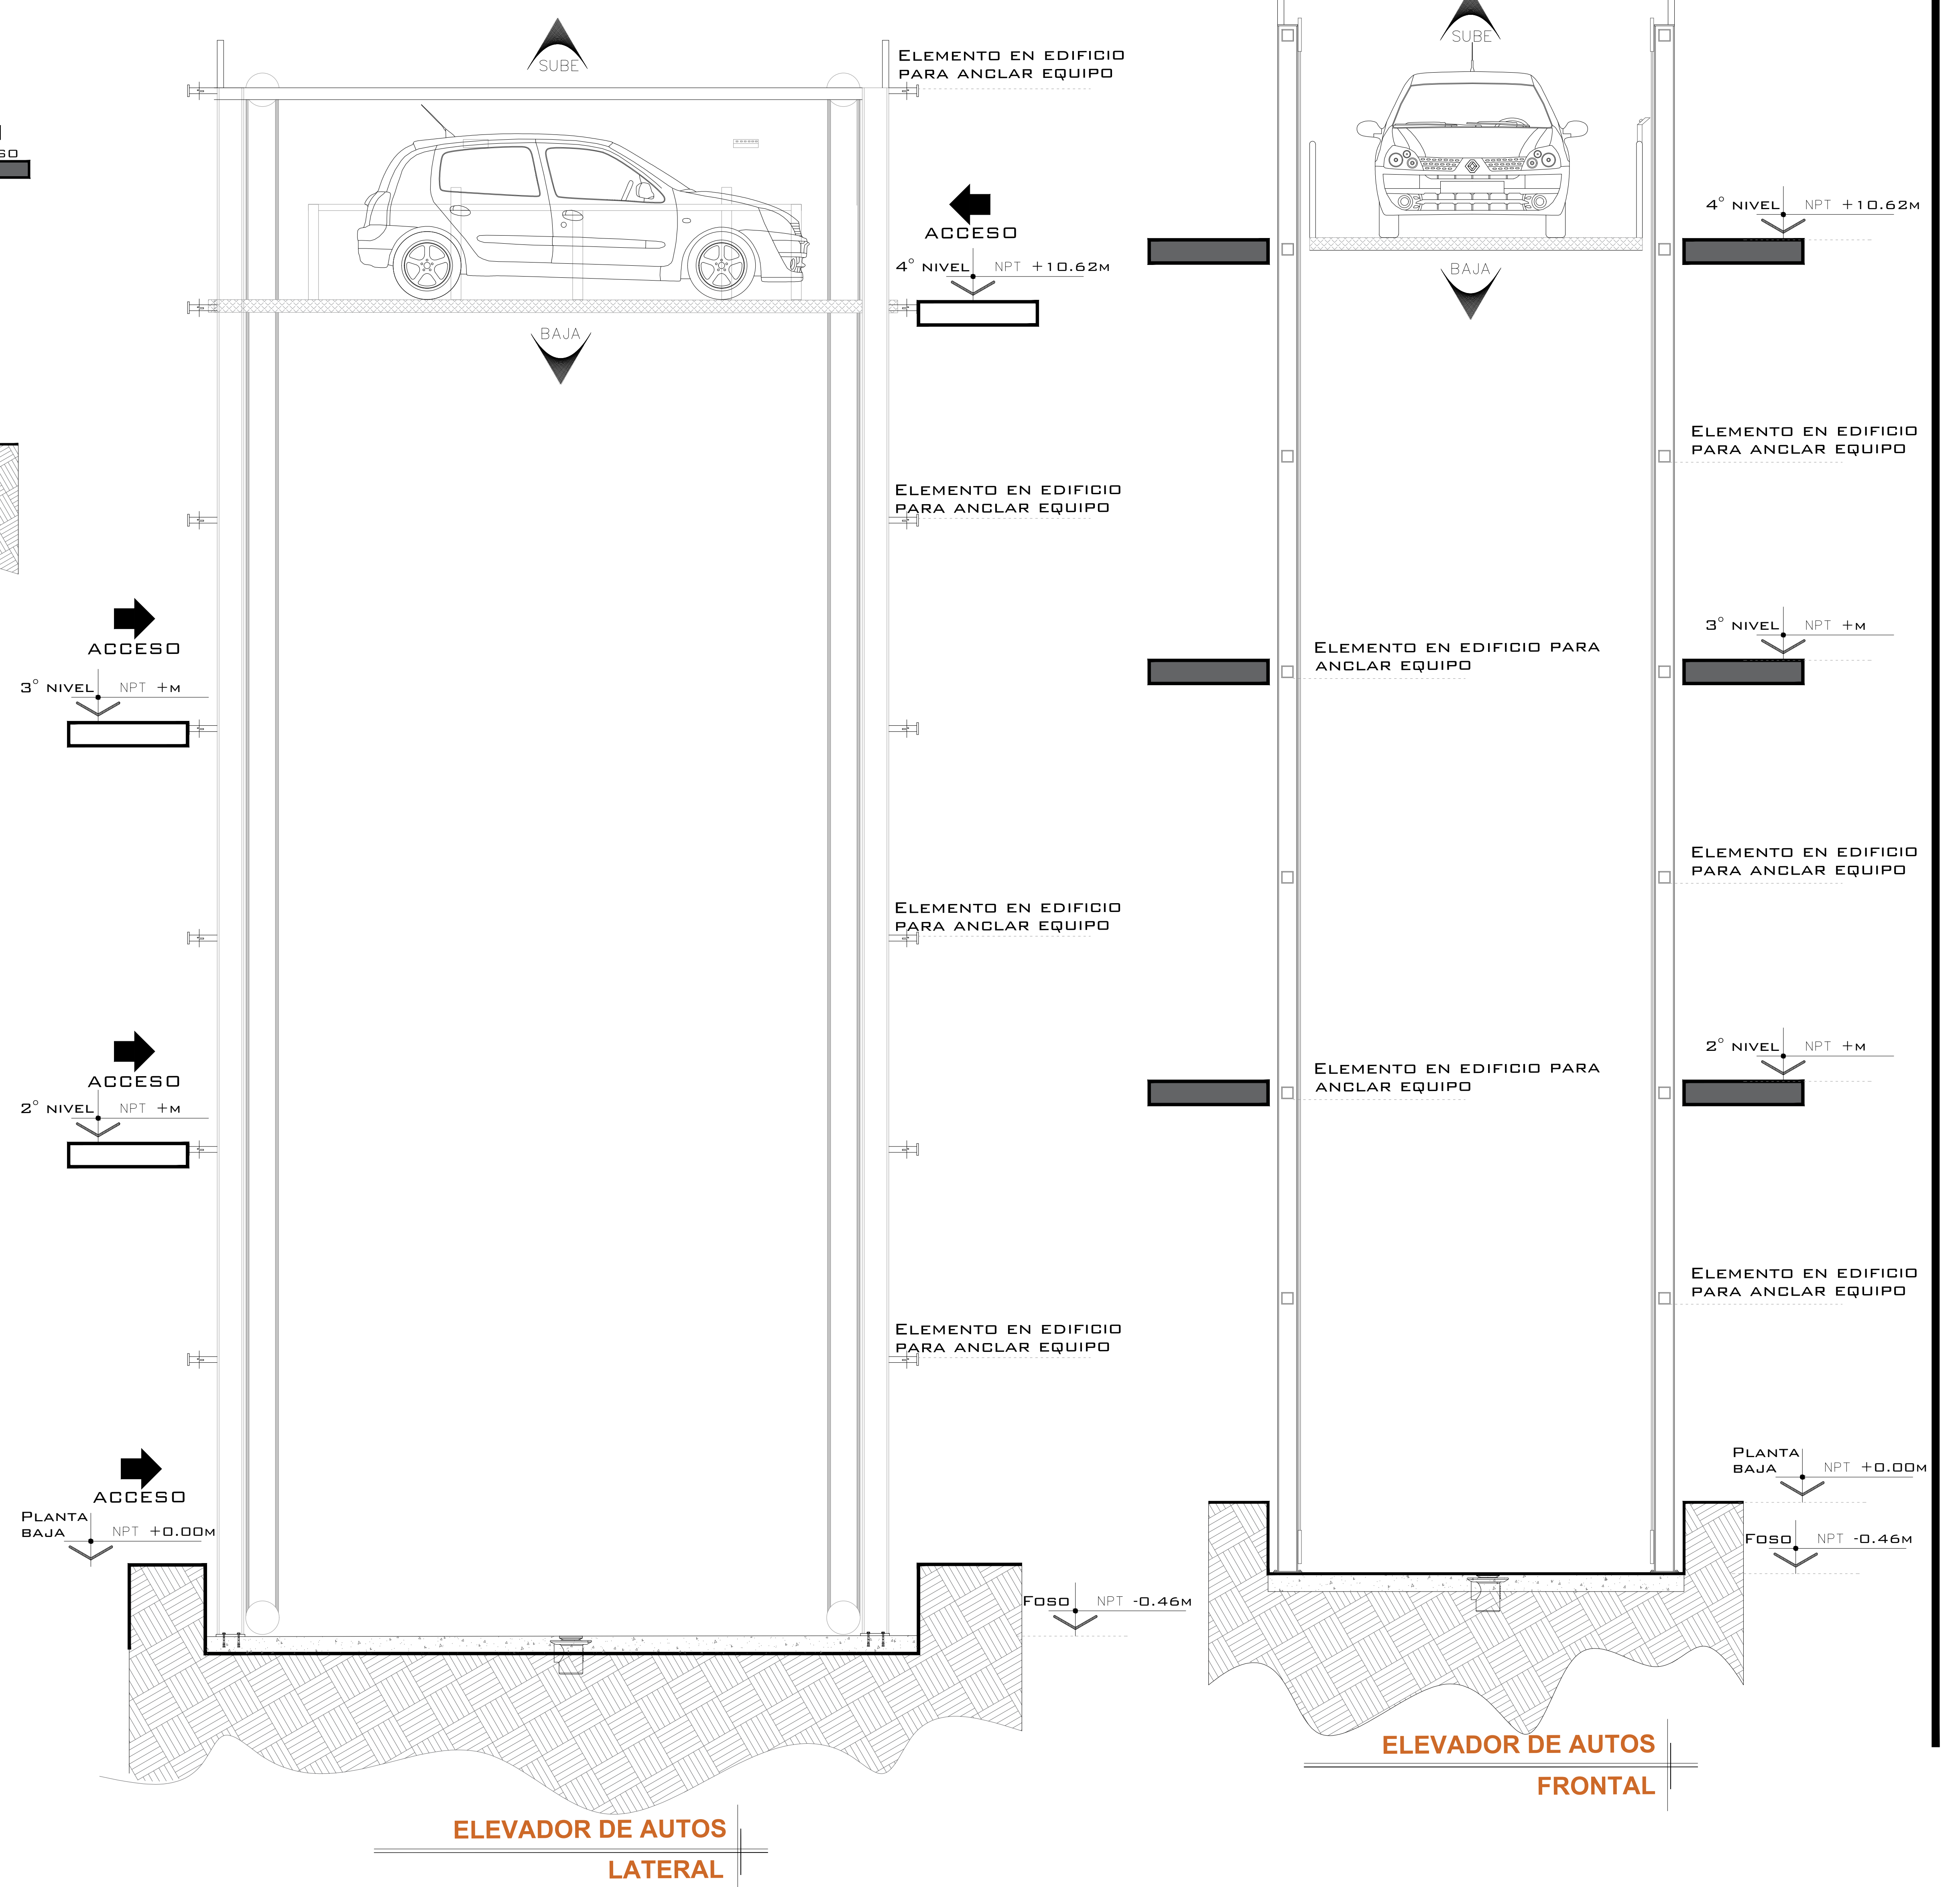 SUBE
ELEMENTO EN EDIFICIO
PARA ANCLAR EQUIPO
ACCESO
4° NIVEL NPT +10.62M
BAJA
ELEMENTO EN EDIFICIO
PARA ANCLAR EQUIPO
ACCESO
3° NIVEL NPT +M
ELEMENTO EN EDIFICIO
PARA ANCLAR EQUIPO
ACCESO
2° NIVEL NPT +M
ELEMENTO EN EDIFICIO
PARA ANCLAR EQUIPO
ACCESO
PLANTA
BAJA NPT +0.00M
FOSO NPT -0.46M
ELEVADOR DE AUTOS
LATERAL
SUBE
4° NIVEL NPT +10.62M
BAJA
ELEMENTO EN EDIFICIO
PARA ANCLAR EQUIPO
3° NIVEL NPT +M
ELEMENTO EN EDIFICIO PARA
ANCLAR EQUIPO
ELEMENTO EN EDIFICIO
PARA ANCLAR EQUIPO
2° NIVEL NPT +M
ELEMENTO EN EDIFICIO PARA
ANCLAR EQUIPO
ELEMENTO EN EDIFICIO
PARA ANCLAR EQUIPO
PLANTA
BAJA NPT +0.00M
FOSO NPT -0.46M
ELEVADOR DE AUTOS
FRONTAL